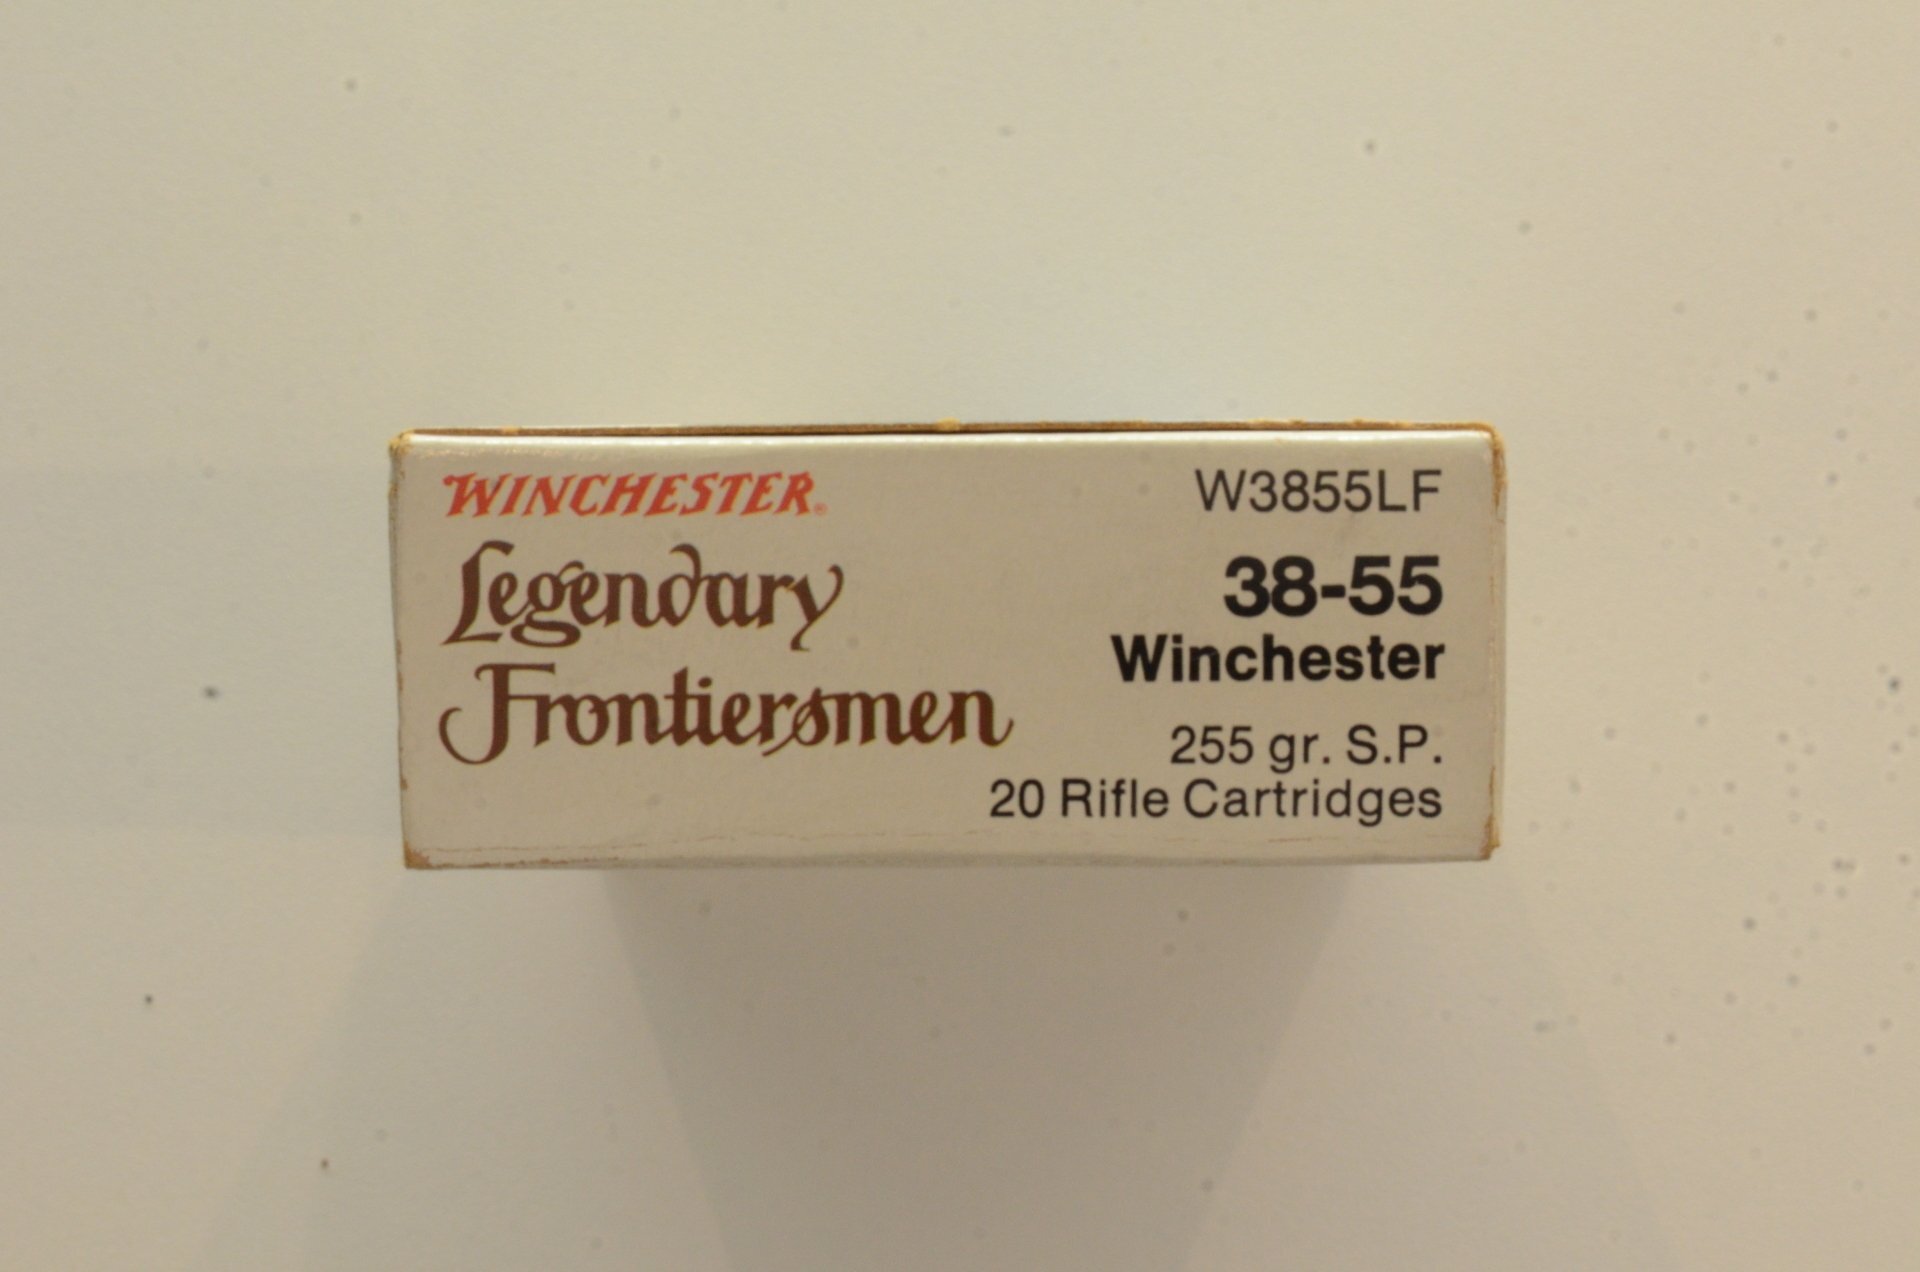 WINCHESTER®
Legendary
Frontiersmen
W3855LF
38-55
Winchester
255 gr. S.P.
20 Rifle Cartridges